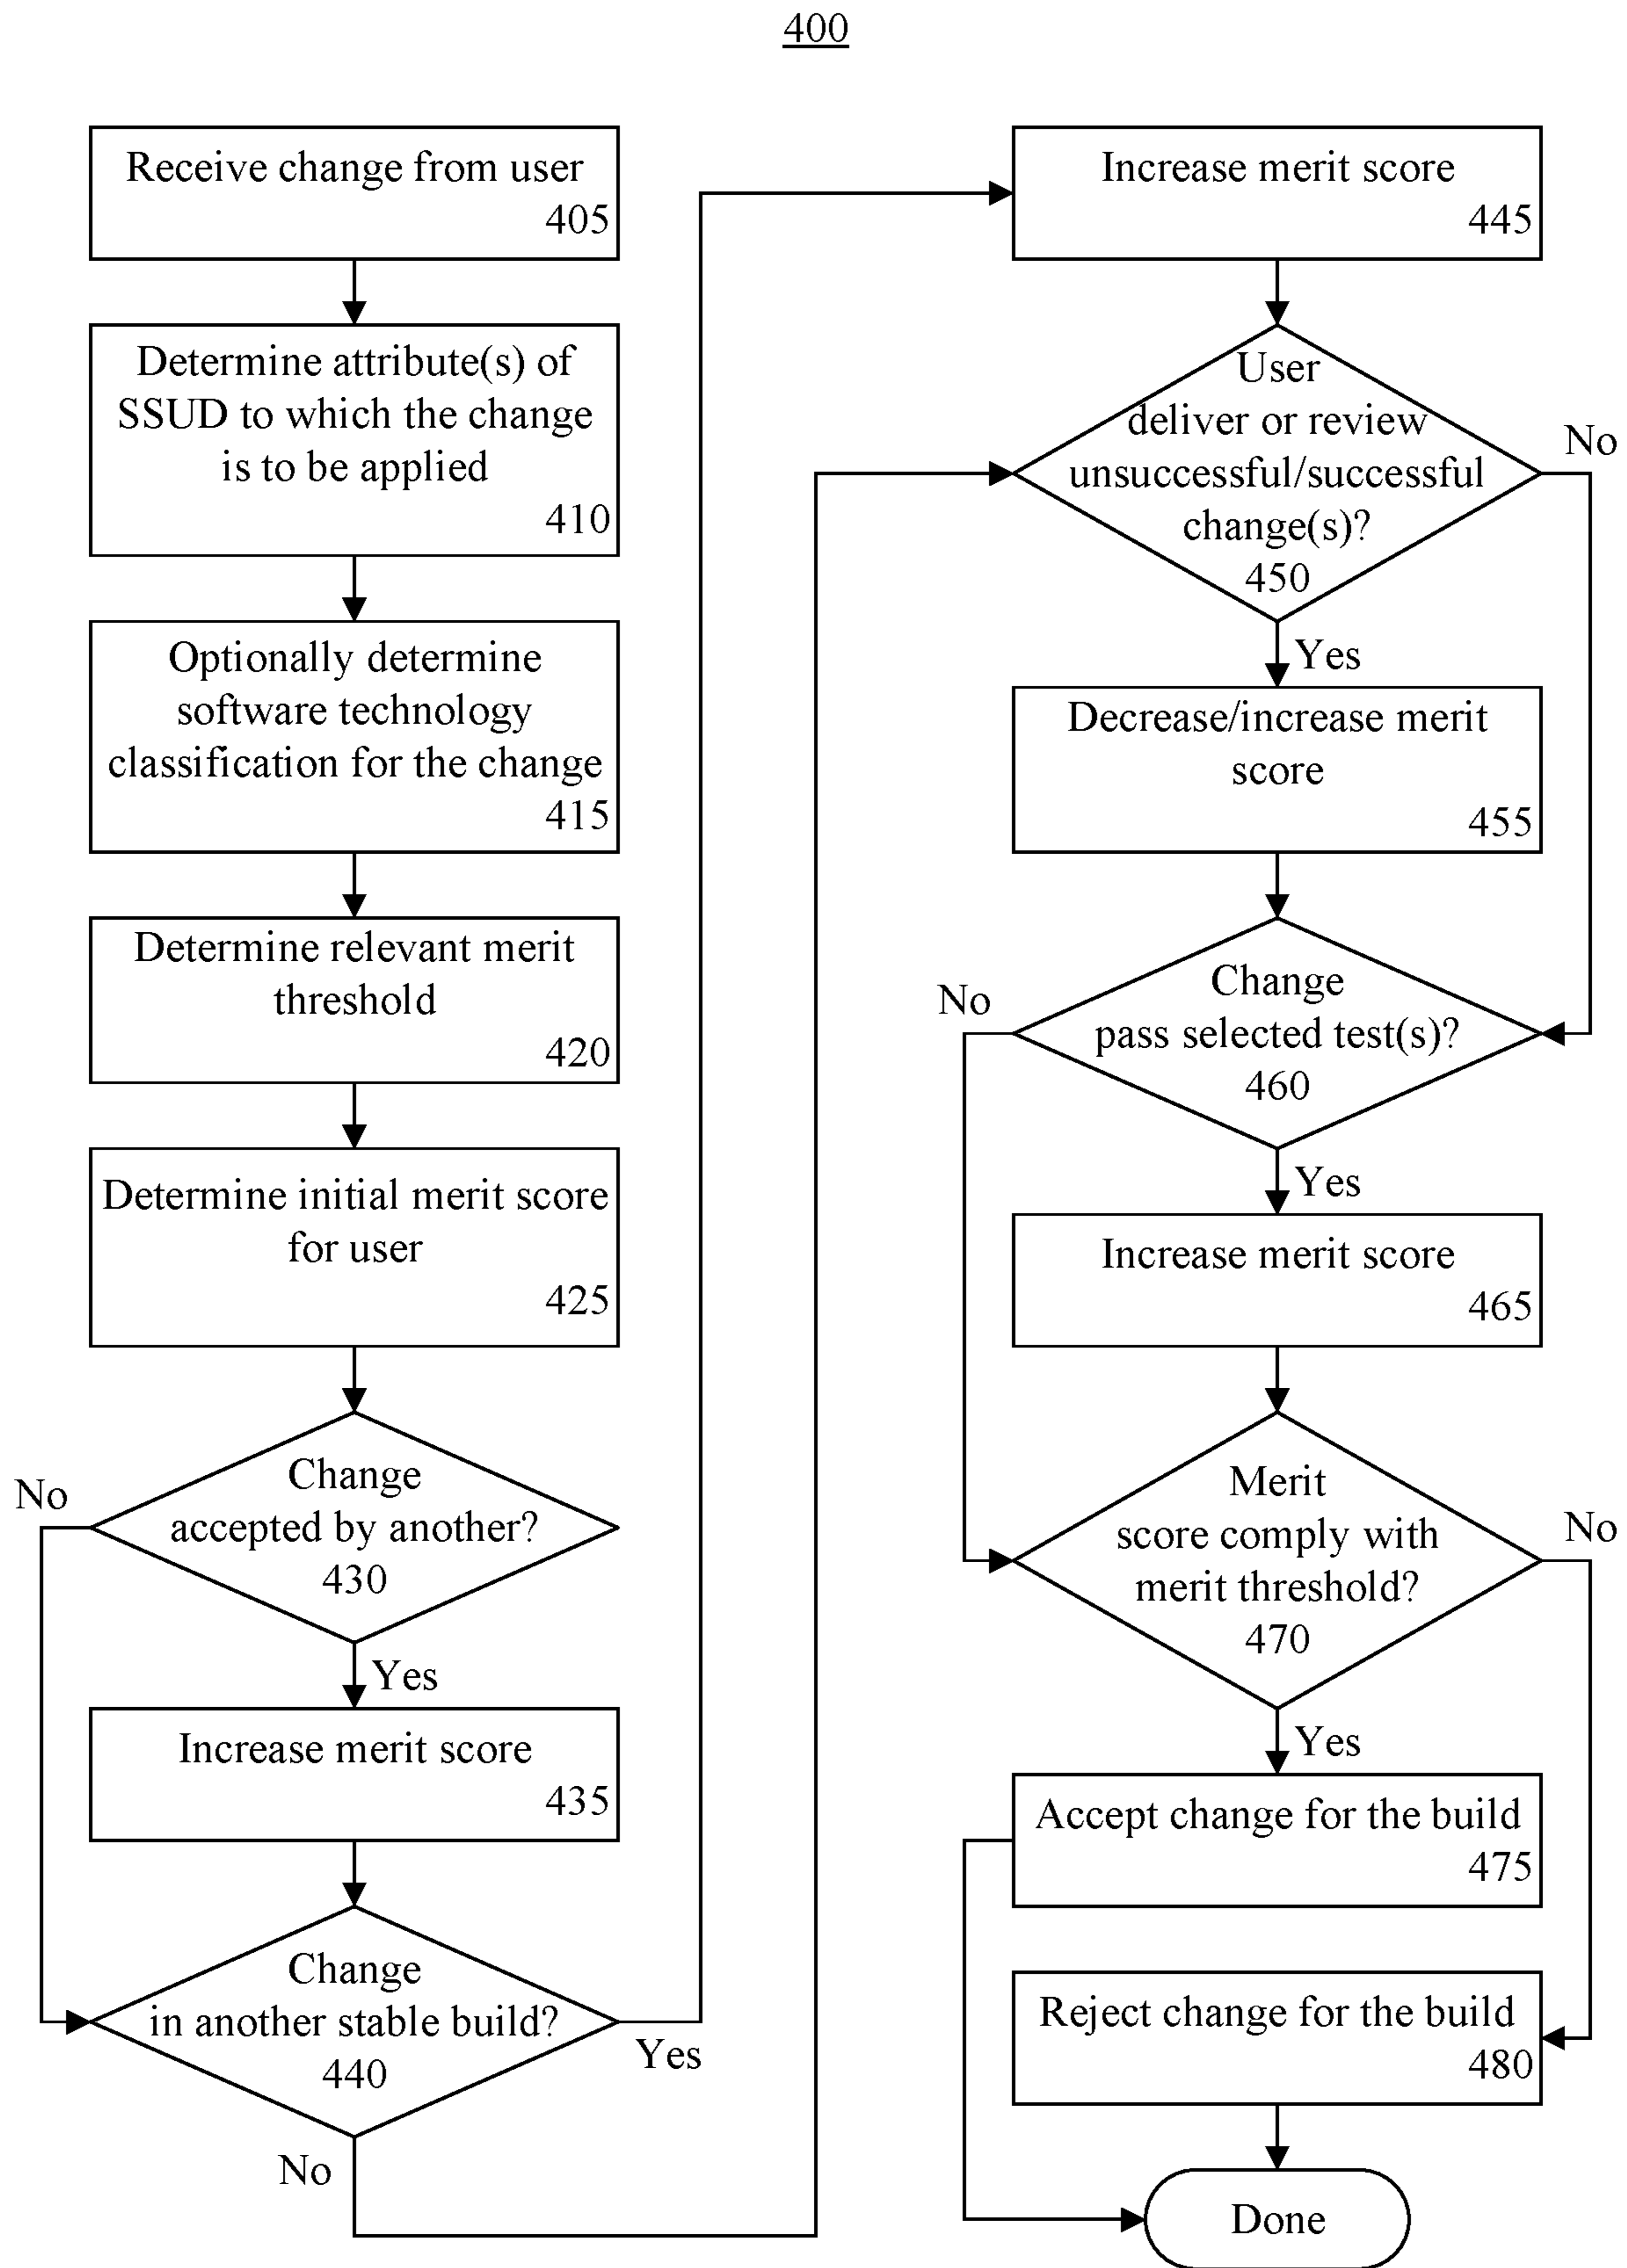 400
Receive change from user
405
Determine attribute(s) of
SSUD to which the change
is to be applied
410
Optionally determine
software technology
classification for the change
415
Determine relevant merit
threshold
420
Determine initial merit score
for user
425
Change
accepted by another?
430
No
Yes
Increase merit score
435
Change
in another stable build?
440
Yes
No
Increase merit score
445
User
deliver or review
unsuccessful/successful
change(s)?
450
No
Yes
Decrease/increase merit
score
455
Change
pass selected test(s)?
460
No
Yes
Increase merit score
465
Merit
score comply with
merit threshold?
470
No
Yes
Accept change for the build
475
Reject change for the build
480
Done